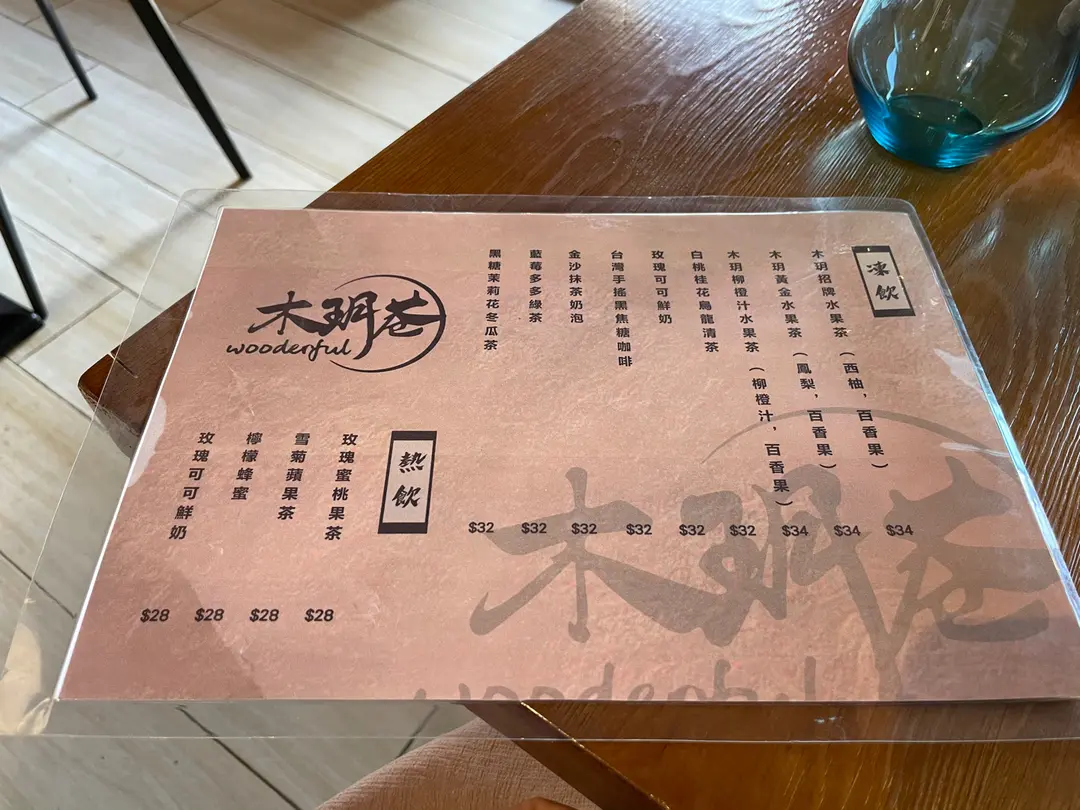 凍飲
木玥招牌水果茶（西柚，百香果） $34
木玥黃金水果茶（鳳梨，百香果） $34
木玥柳橙汁水果茶（柳橙汁，百香果） $34
白桃桂花烏龍清茶 $32
玫瑰可可鮮奶 $32
台灣手搖黑焦糖咖啡 $32
金沙抹茶奶泡 $32
藍莓多多綠茶 $32
黑糖茉莉花冬瓜茶 $32
木玥巷
wooderful
熱飲
玫瑰蜜桃果茶 $28
雪菊蘋果茶 $28
檸檬蜂蜜 $28
玫瑰可可鮮奶 $28
木玥巷
wooderful